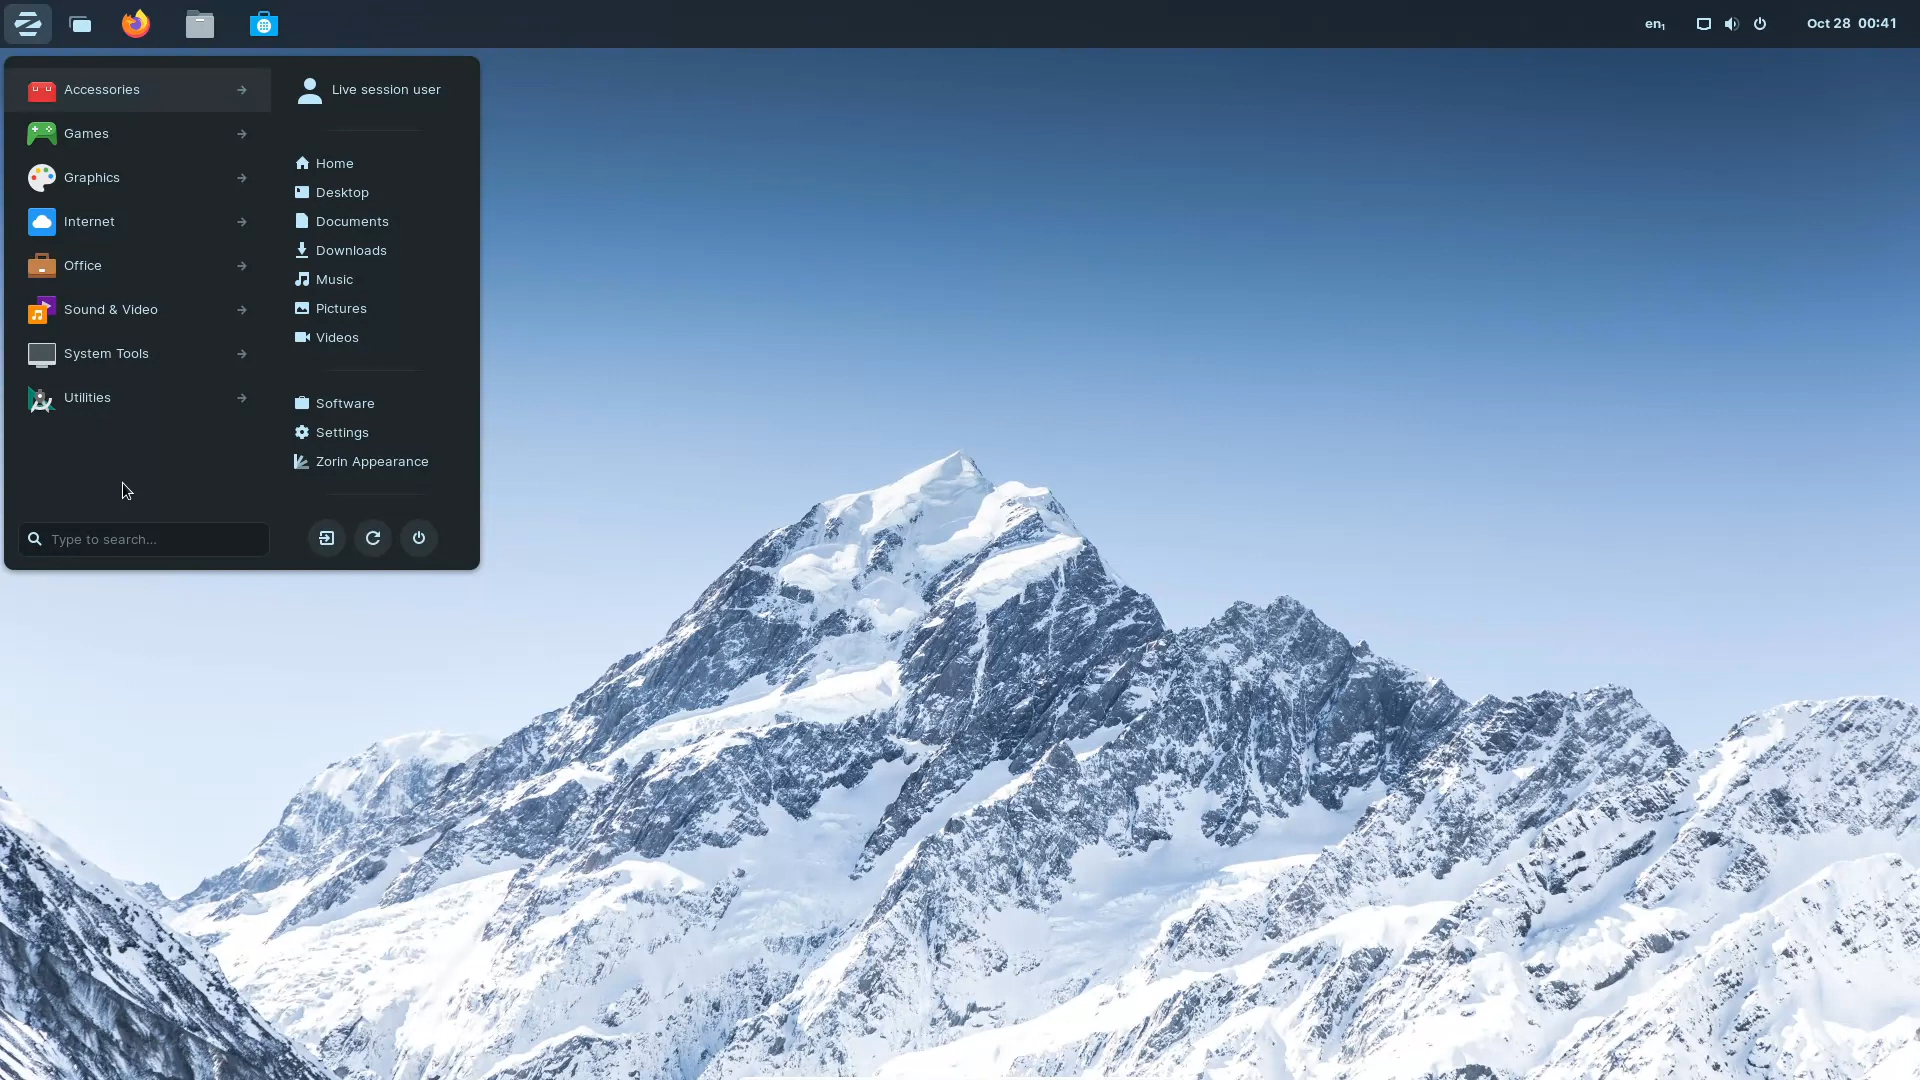 en₁
Oct 28 00:41
Accessories
Games
Graphics
Internet
Office
Sound & Video
System Tools
Utilities
Type to search...
Live session user
Home
Desktop
Documents
Downloads
Music
Pictures
Videos
Software
Settings
Zorin Appearance